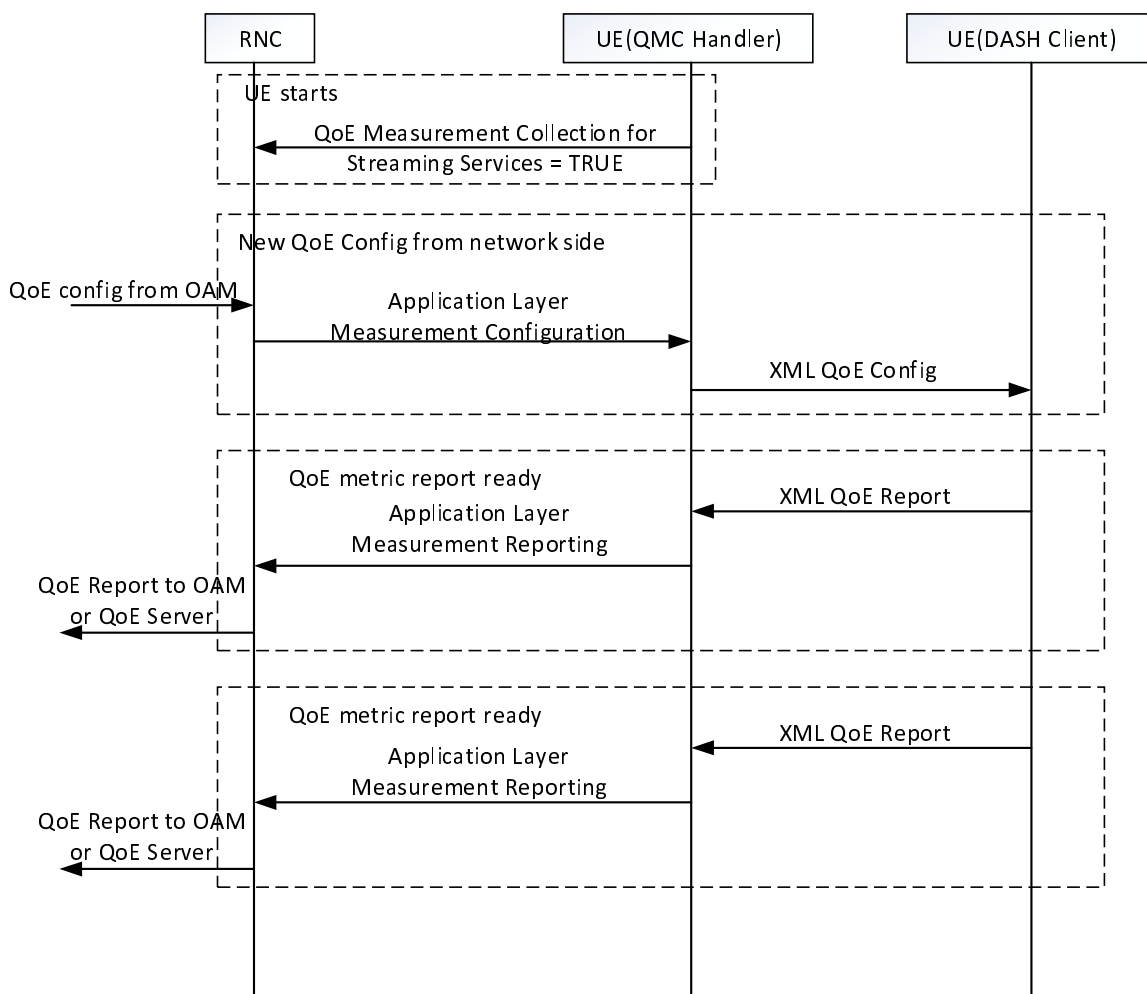 RNC
UE(QMC Handler)
UE(DASH Client)
UE starts
QoE Measurement Collection for
Streaming Services = TRUE
New QoE Config from network side
QoE config from OAM
Application Layer
Measurement Configuration
XML QoE Config
QoE metric report ready
XML QoE Report
Application Layer
Measurement Reporting
QoE Report to OAM
or QoE Server
QoE metric report ready
XML QoE Report
Application Layer
Measurement Reporting
QoE Report to OAM
or QoE Server